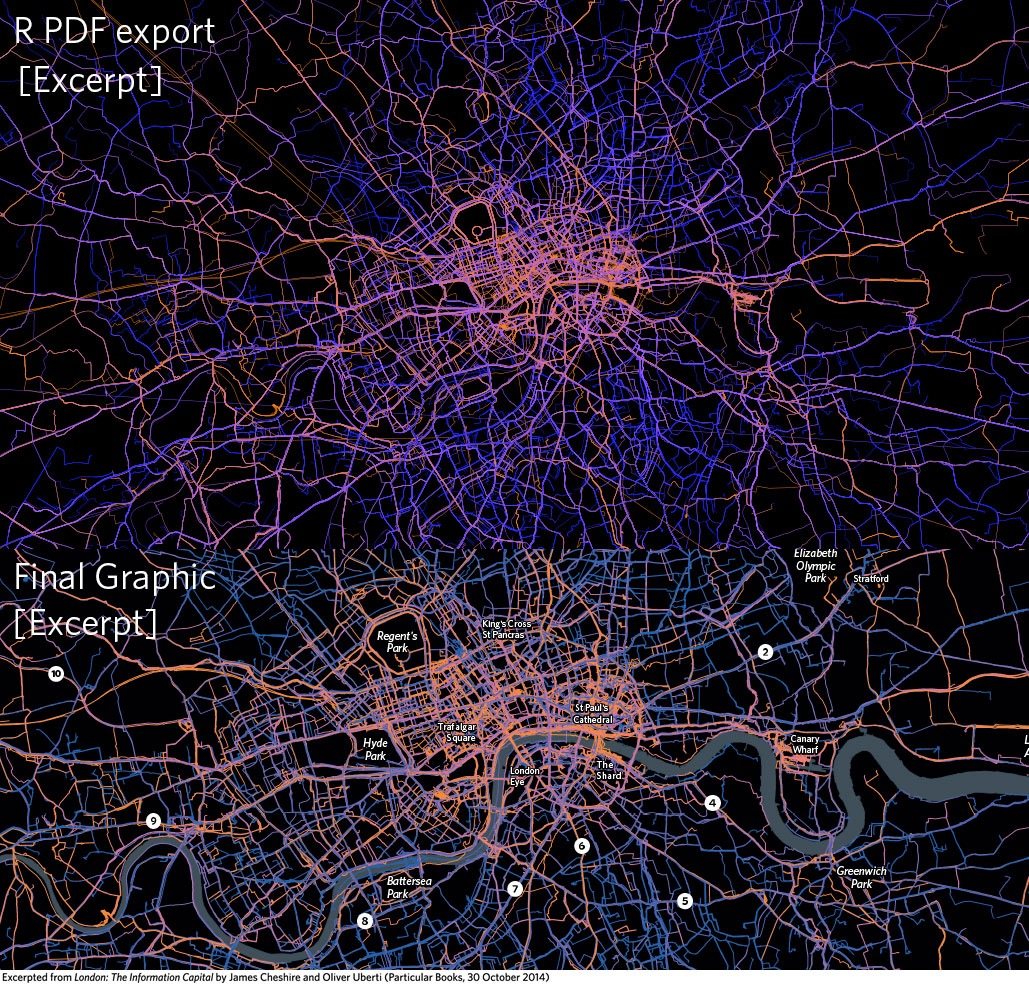 R PDF export
[Excerpt]
Final Graphic
[Excerpt]
Elizabeth
Olympic
Park
Stratford
King's Cross
St Pancras
Regent's
Park
2
10
St Paul's
Cathedral
Trafalgar
Square
Hyde
Park
Canary
Wharf
London
Eye
The
Shard
4
9
6
Greenwich
Park
Battersea
Park
7
5
8
Excerpted from London: The Information Capital by James Cheshire and Oliver Uberti (Particular Books, 30 October 2014)